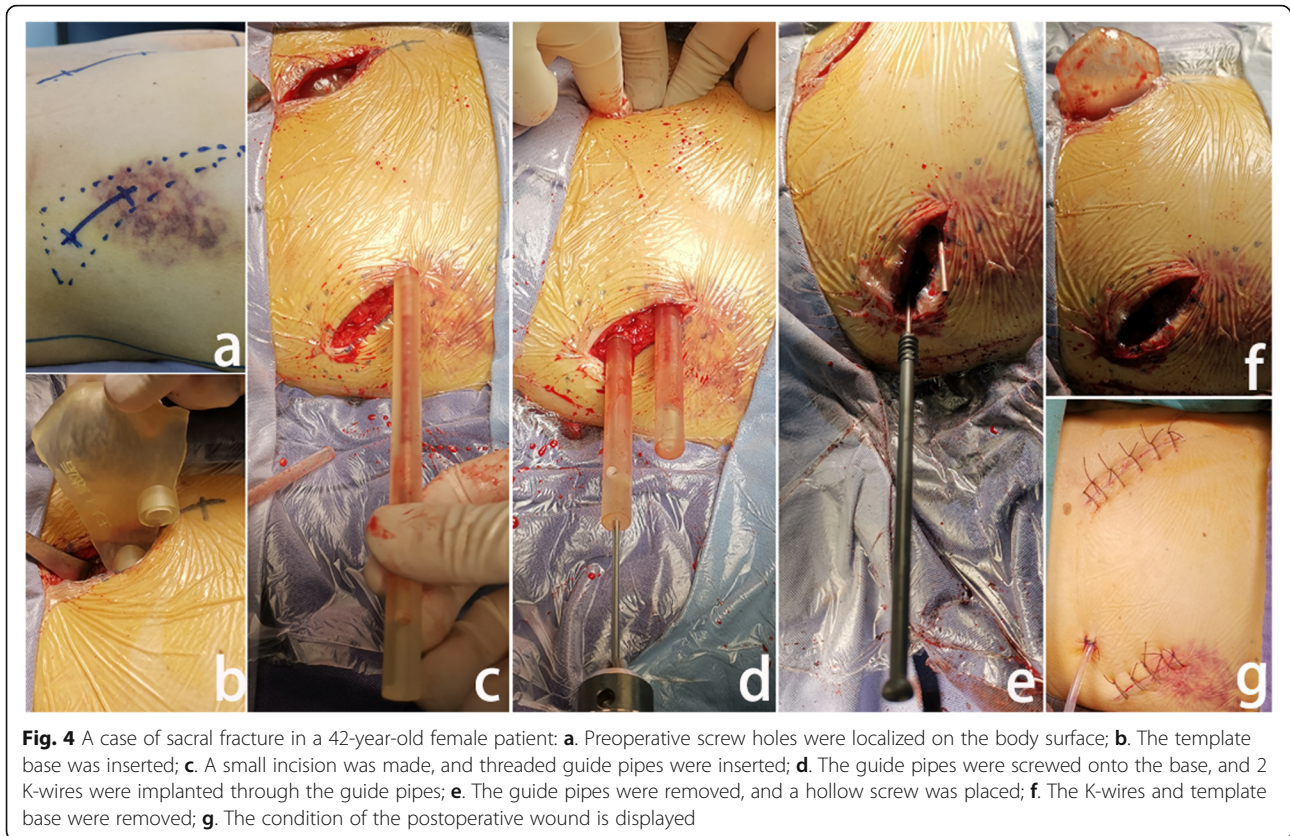 a
b
c
d
e
f
g
Fig. 4 A case of sacral fracture in a 42-year-old female patient: a. Preoperative screw holes were localized on the body surface; b. The template
base was inserted; c. A small incision was made, and threaded guide pipes were inserted; d. The guide pipes were screwed onto the base, and 2
K-wires were implanted through the guide pipes; e. The guide pipes were removed, and a hollow screw was placed; f. The K-wires and template
base were removed; g. The condition of the postoperative wound is displayed